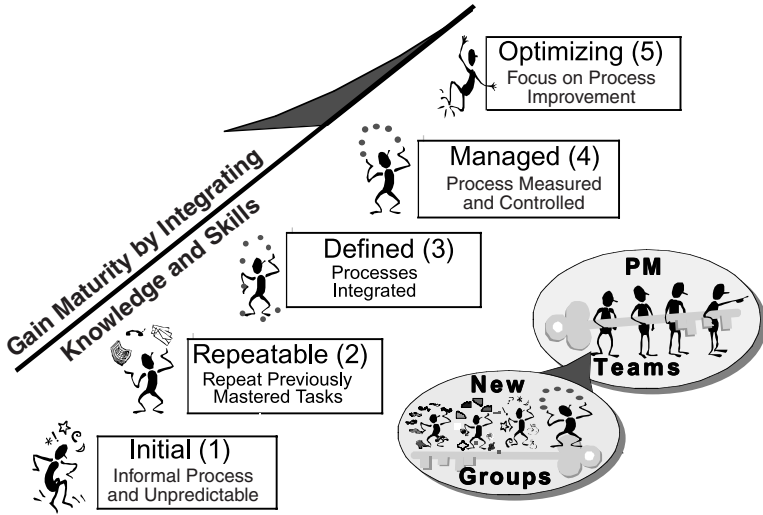 Optimizing (5)
Focus on Process
Improvement
Managed (4)
Process Measured
and Controlled
Gain Maturity by Integrating
Knowledge and Skills
Defined (3)
Processes
Integrated
PM
Teams
Repeatable (2)
Repeat Previously
Mastered Tasks
New
Groups
Initial (1)
Informal Process
and Unpredictable